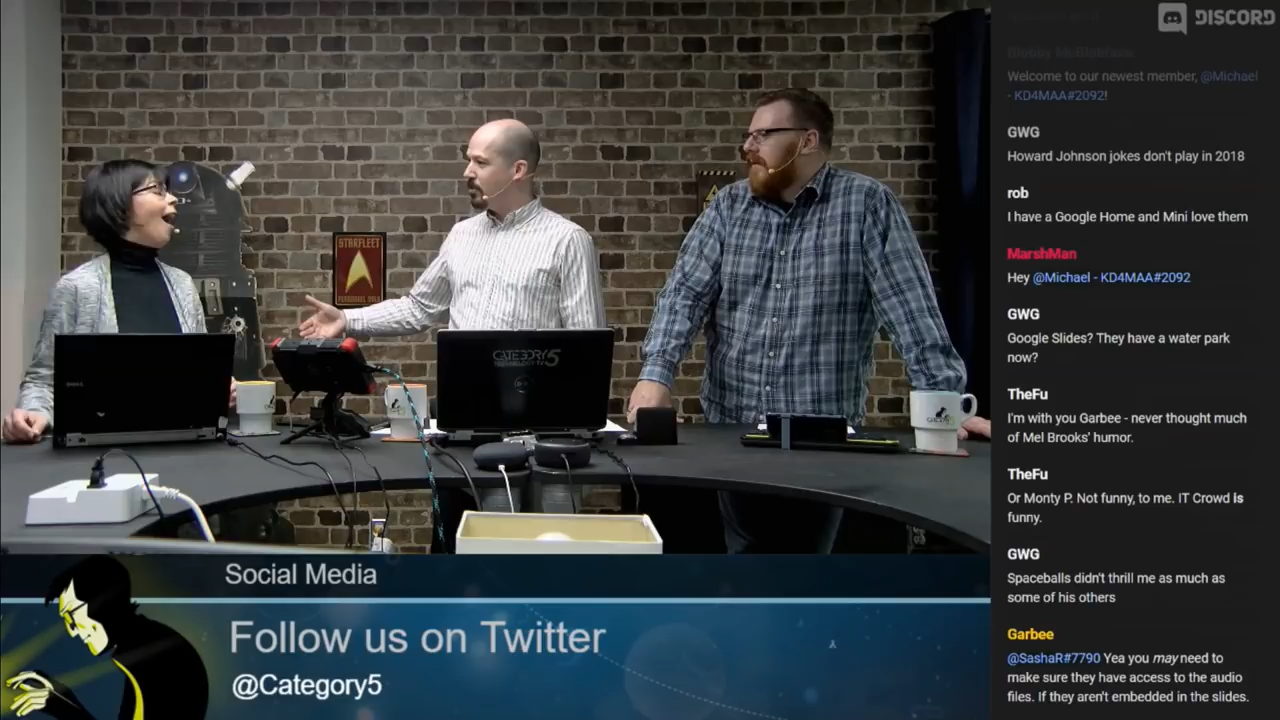 DISCORD
Welcome to our newest member, @Michael
- KD4MAA#2092!
GWG
Howard Johnson jokes don't play in 2018
rob
I have a Google Home and Mini love them
MarshMan
Hey @Michael - KD4MAA#2092
GWG
Google Slides? They have a water park
now?
TheFu
I'm with you Garbee - never thought much
of Mel Brooks' humor.
TheFu
Or Monty P. Not funny, to me. IT Crowd is
funny.
GWG
Spaceballs didn't thrill me as much as
some of his others
Garbee
@SashaR#7790 Yea you may need to
make sure they have access to the audio
files. If they aren't embedded in the slides.
STARFLEET
PERSONNEL ONLY
CATEGORY5
TECHNOLOGY TV
DELL
Social Media
Follow us on Twitter
@Category5